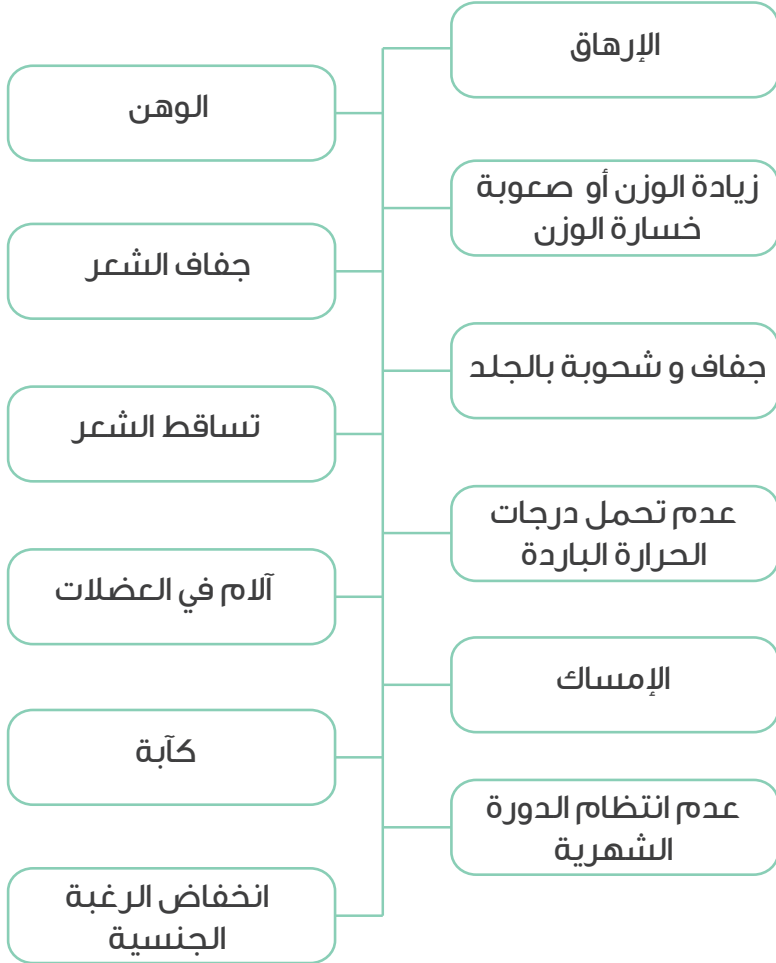 الإرهاق
الوهن
زيادة الوزن أو صعوبة
خسارة الوزن
جفاف الشعر
جفاف و شحوبة بالجلد
تساقط الشعر
عدم تحمل درجات
الحرارة الباردة
آلام في العضلات
الإمساك
كآبة
عدم انتظام الدورة
الشهرية
انخفاض الرغبة
الجنسية